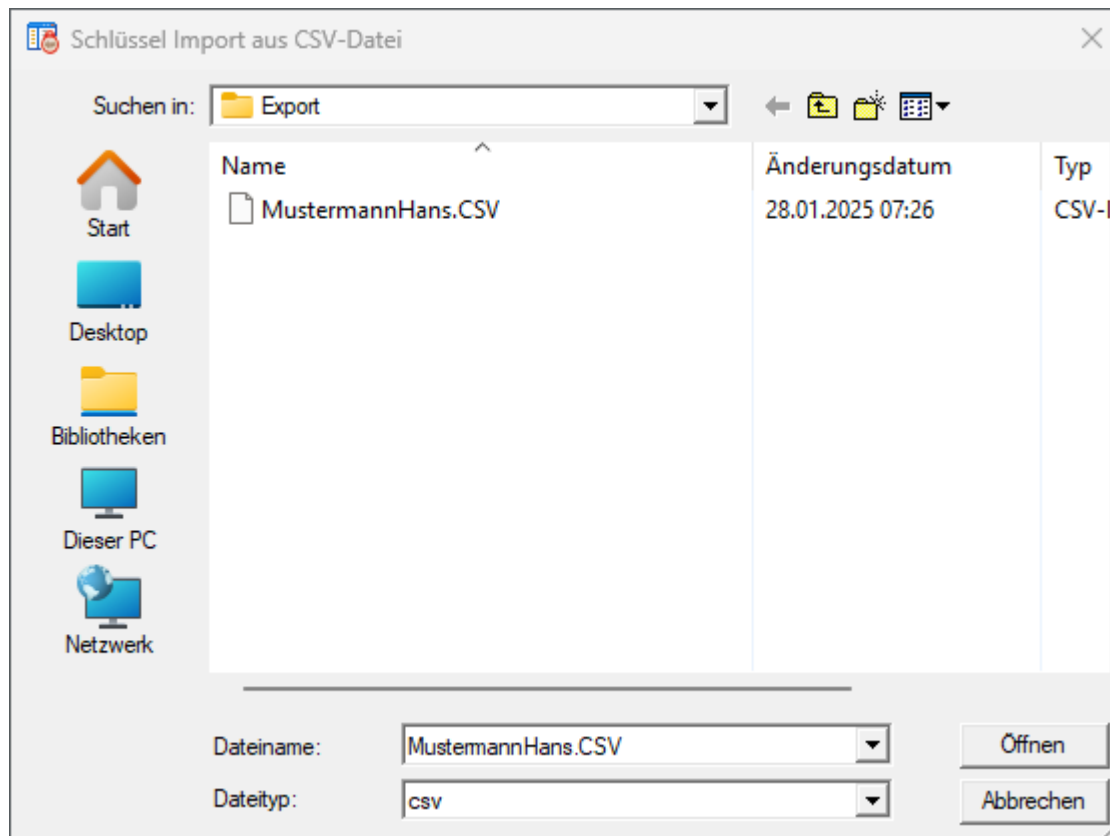 Schlüssel Import aus CSV-Datei
Suchen in: Export
Name Änderungsdatum Typ
MustermannHans.CSV 28.01.2025 07:26 CSV-
Start
Desktop
Bibliotheken
Dieser PC
Netzwerk
Dateiname: MustermannHans.CSV Öffnen
Dateityp: csv Abbrechen